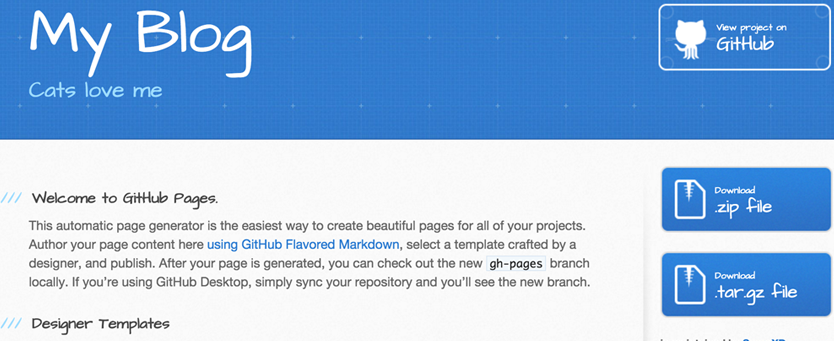 My Blog
Cats love me
View project on
GitHub
/// Welcome to GitHub Pages.
This automatic page generator is the easiest way to create beautiful pages for all of your projects.
Author your page content here using GitHub Flavored Markdown, select a template crafted by a
designer, and publish. After your page is generated, you can check out the new gh-pages branch
locally. If you’re using GitHub Desktop, simply sync your repository and you’ll see the new branch.
/// Designer Templates
Download
.zip file
Download
.tar.gz file